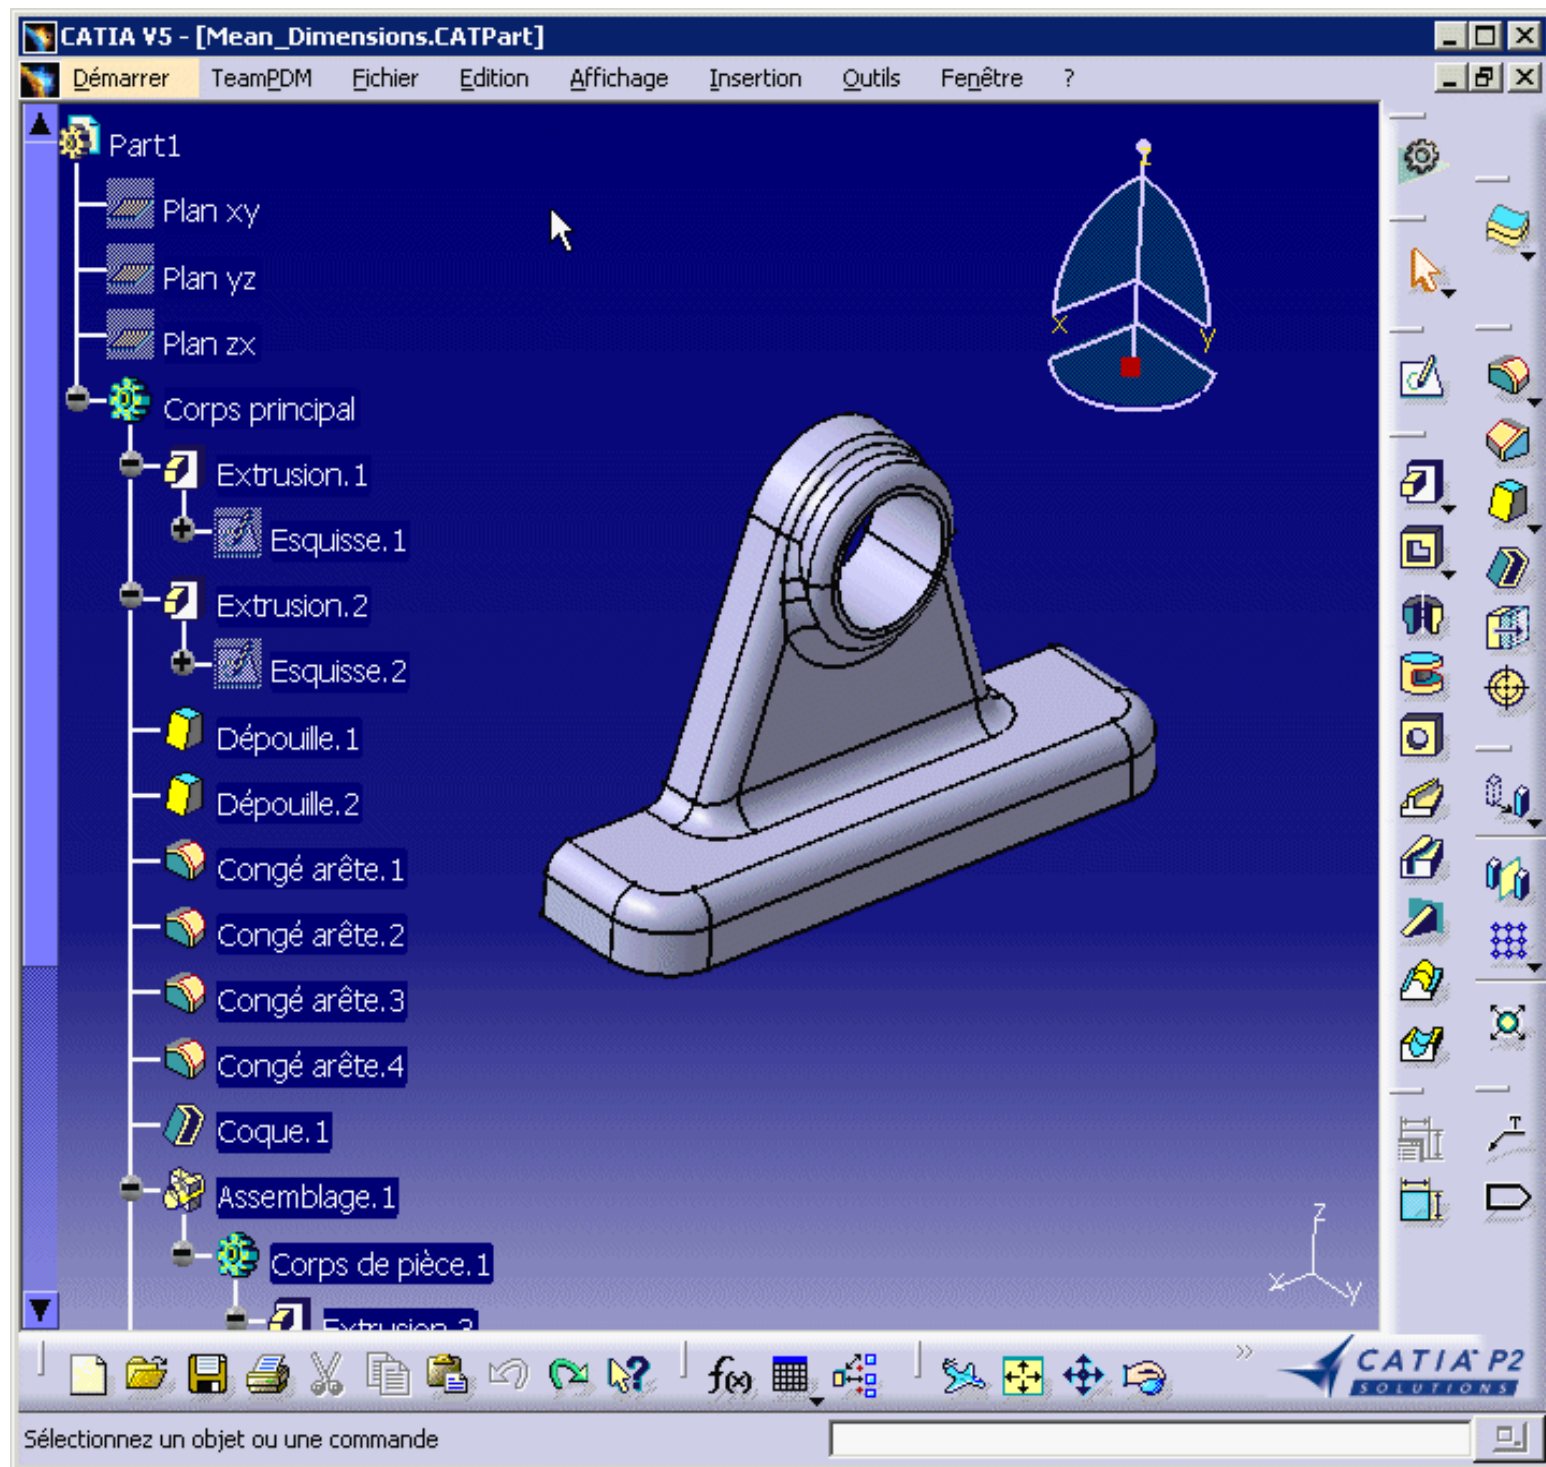 CATIA V5 - [Mean_Dimensions.CATPart]
Démarrer TeamPDM Fichier Edition Affichage Insertion Outils Fenêtre ?
Part1
Plan xy
Plan yz
Plan zx
Corps principal
Extrusion.1
Esquisse.1
Extrusion.2
Esquisse.2
Dépouille.1
Dépouille.2
Congé arête.1
Congé arête.2
Congé arête.3
Congé arête.4
Coque.1
Assemblage.1
Corps de pièce.1
Extrusion.3
z
x
y
z
x
y
T
f(x)
CATIA P2
SOLUTIONS
Sélectionnez un objet ou une commande